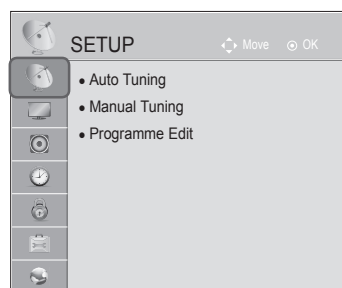 SETUP Move OK
• Auto Tuning
• Manual Tuning
• Programme Edit